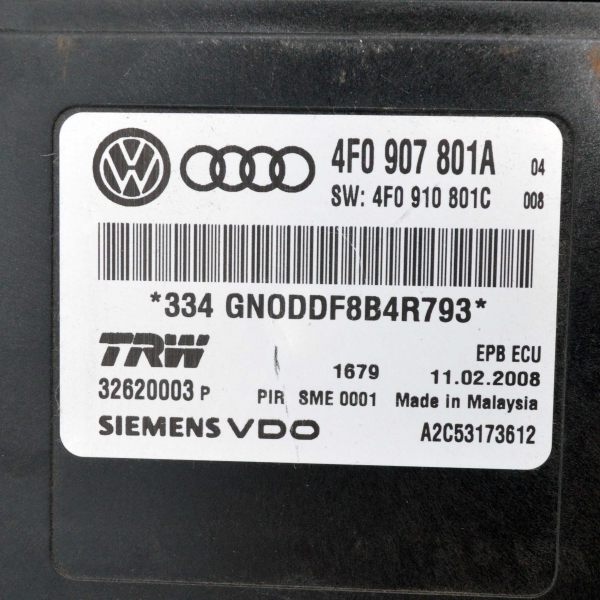 4F0 907 801A 04
SW: 4F0 910 801C 008
*334 GNODDF8B4R793*
TRW
EPB ECU
1679 11.02.2008
32620003 P PIR SME 0001 Made in Malaysia
SIEMENS VDO A2C53173612